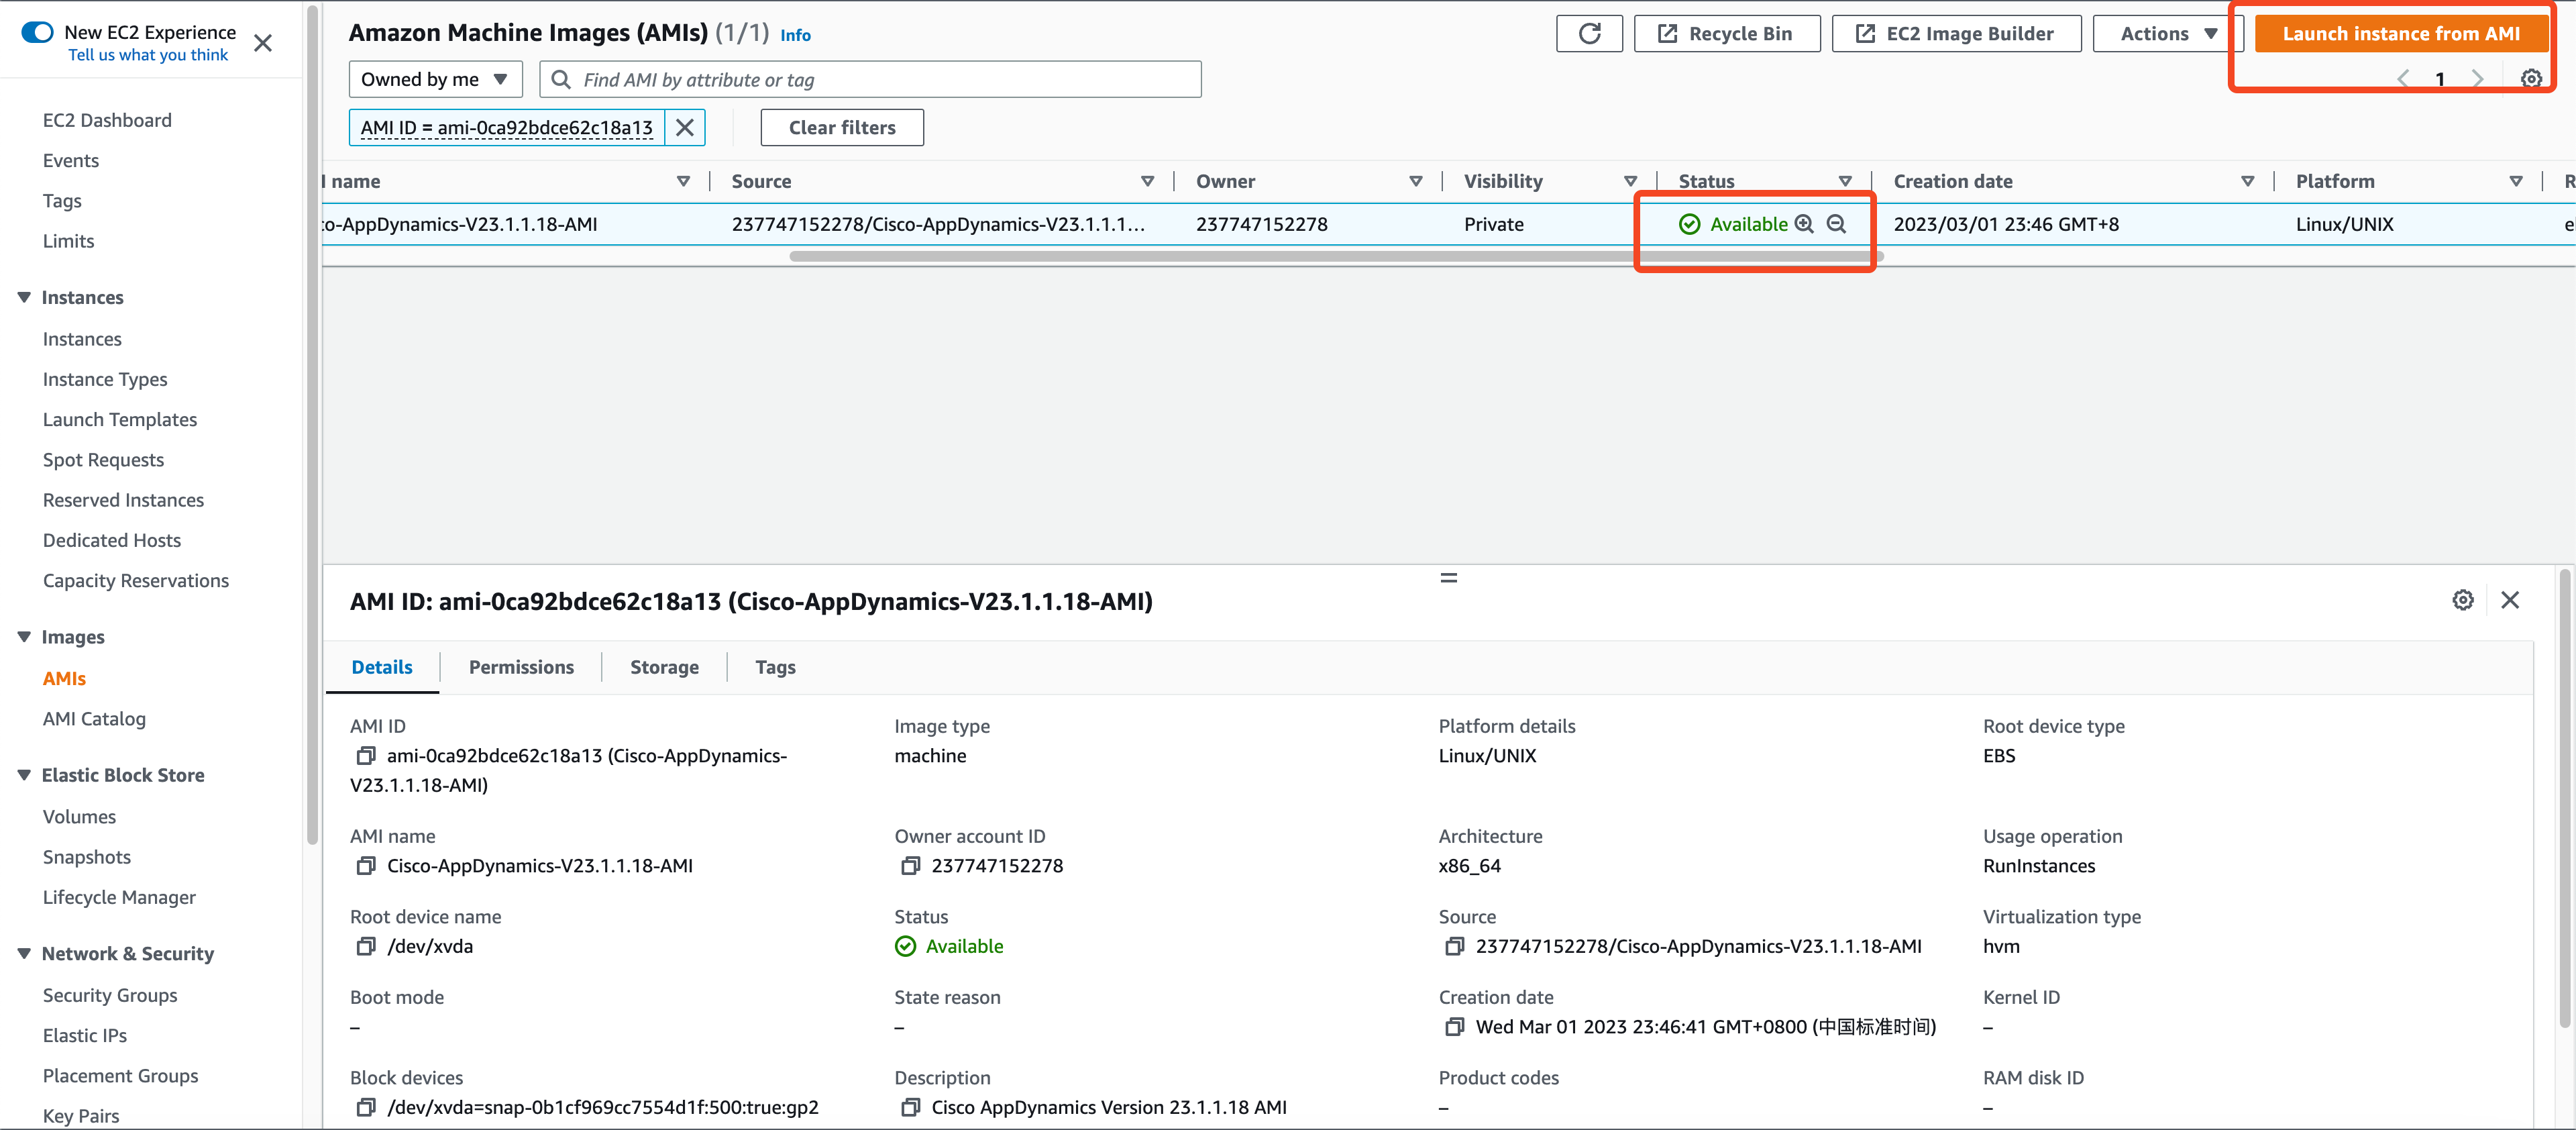 New EC2 Experience
Tell us what you think
EC2 Dashboard
Events
Tags
Limits
Instances
Instances
Instance Types
Launch Templates
Spot Requests
Reserved Instances
Dedicated Hosts
Capacity Reservations
Images
AMIs
AMI Catalog
Elastic Block Store
Volumes
Snapshots
Lifecycle Manager
Network & Security
Security Groups
Elastic IPs
Placement Groups
Key Pairs
Amazon Machine Images (AMIs) (1/1) Info
Recycle Bin
EC2 Image Builder
Actions
Launch instance from AMI
Owned by me
Find AMI by attribute or tag
1
AMI ID = ami-0ca92bdce62c18a13
Clear filters
name Source Owner Visibility Status Creation date Platform R
co-AppDynamics-V23.1.1.18-AMI 237747152278/Cisco-AppDynamics-V23.1.1.1... 237747152278 Private Available 2023/03/01 23:46 GMT+8 Linux/UNIX e
AMI ID: ami-0ca92bdce62c18a13 (Cisco-AppDynamics-V23.1.1.18-AMI)
Details Permissions Storage Tags
AMI ID
ami-0ca92bdce62c18a13 (Cisco-AppDynamics-
V23.1.1.18-AMI)
Image type
machine
Platform details
Linux/UNIX
Root device type
EBS
AMI name
Cisco-AppDynamics-V23.1.1.18-AMI
Owner account ID
237747152278
Architecture
x86_64
Usage operation
RunInstances
Root device name
/dev/xvda
Status
Available
Source
237747152278/Cisco-AppDynamics-V23.1.1.18-AMI
Virtualization type
hvm
Boot mode
–
State reason
–
Creation date
Wed Mar 01 2023 23:46:41 GMT+0800 (中国标准时间)
Kernel ID
–
Block devices
/dev/xvda=snap-0b1cf969cc7554d1f:500:true:gp2
Description
Cisco AppDynamics Version 23.1.1.18 AMI
Product codes
–
RAM disk ID
–